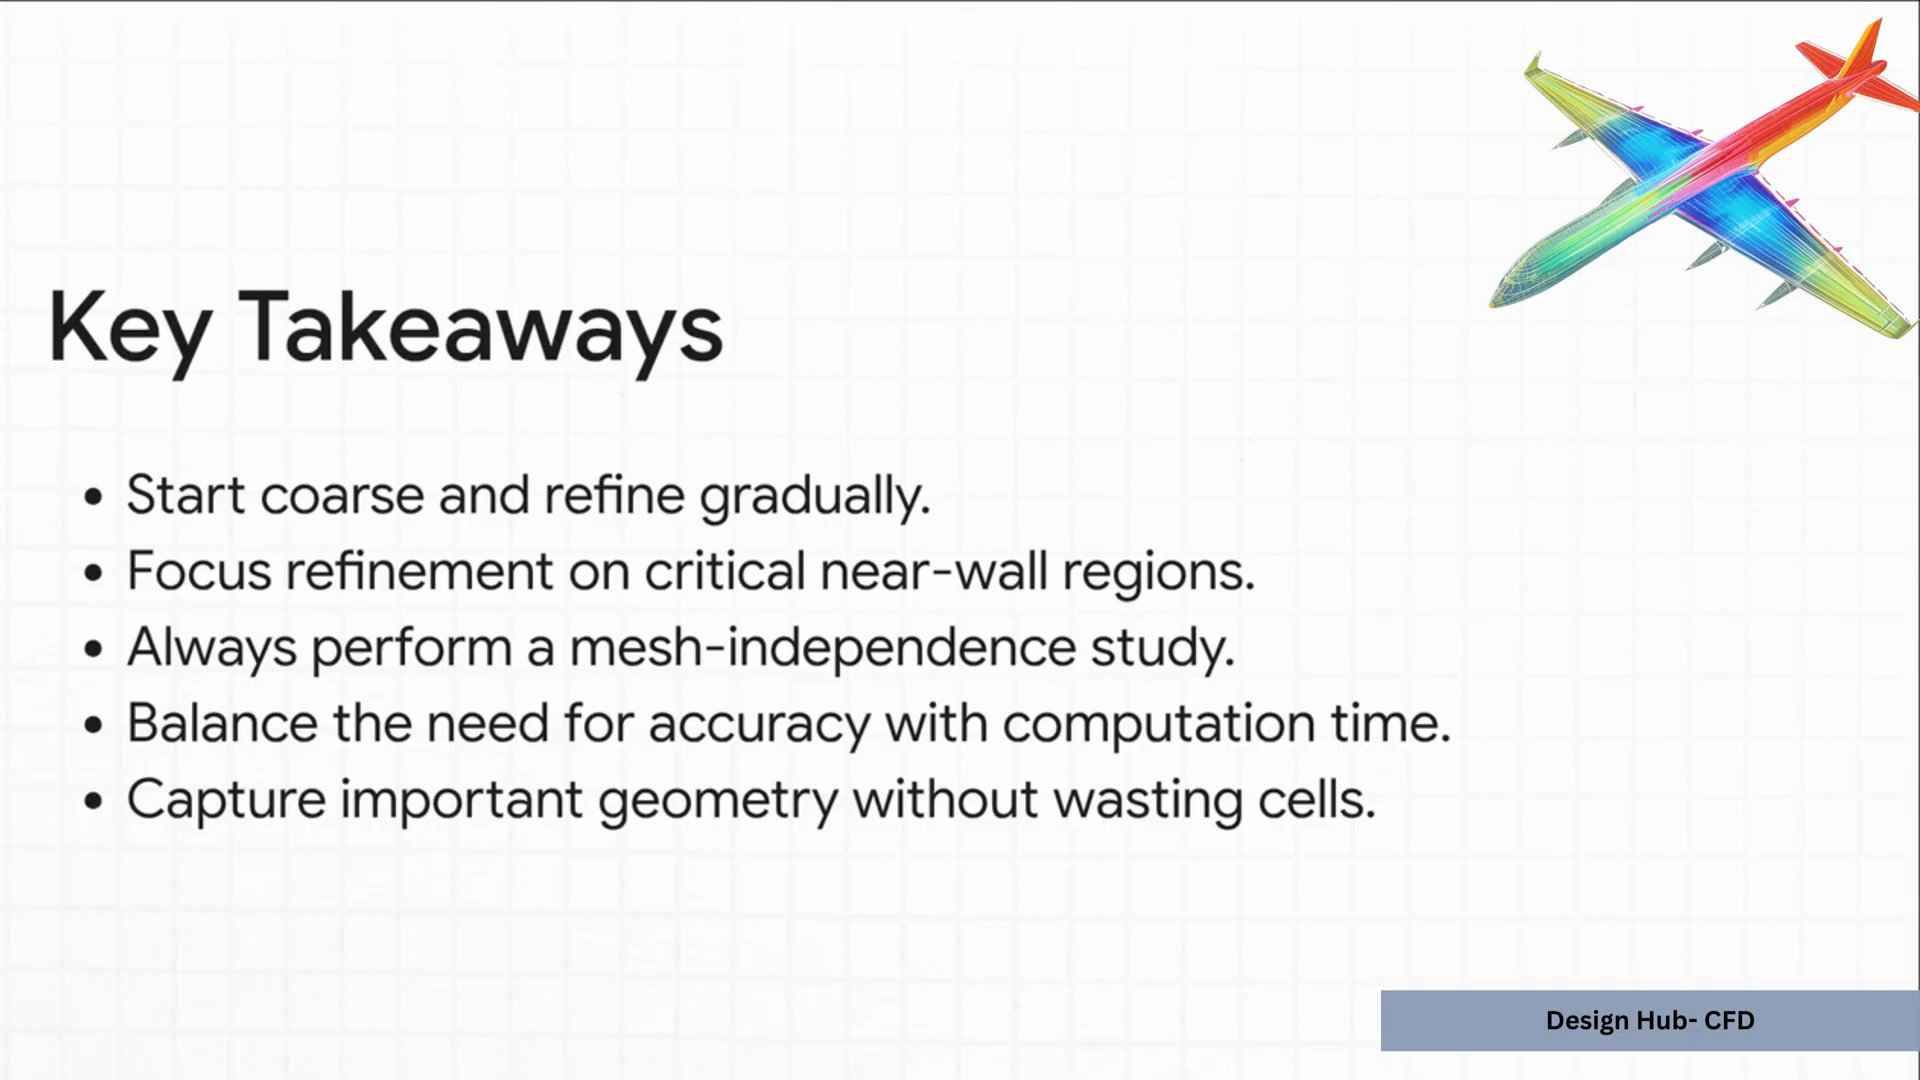 Key Takeaways
• Start coarse and refine gradually.
• Focus refinement on critical near-wall regions.
• Always perform a mesh-independence study.
• Balance the need for accuracy with computation time.
• Capture important geometry without wasting cells.
Design Hub- CFD